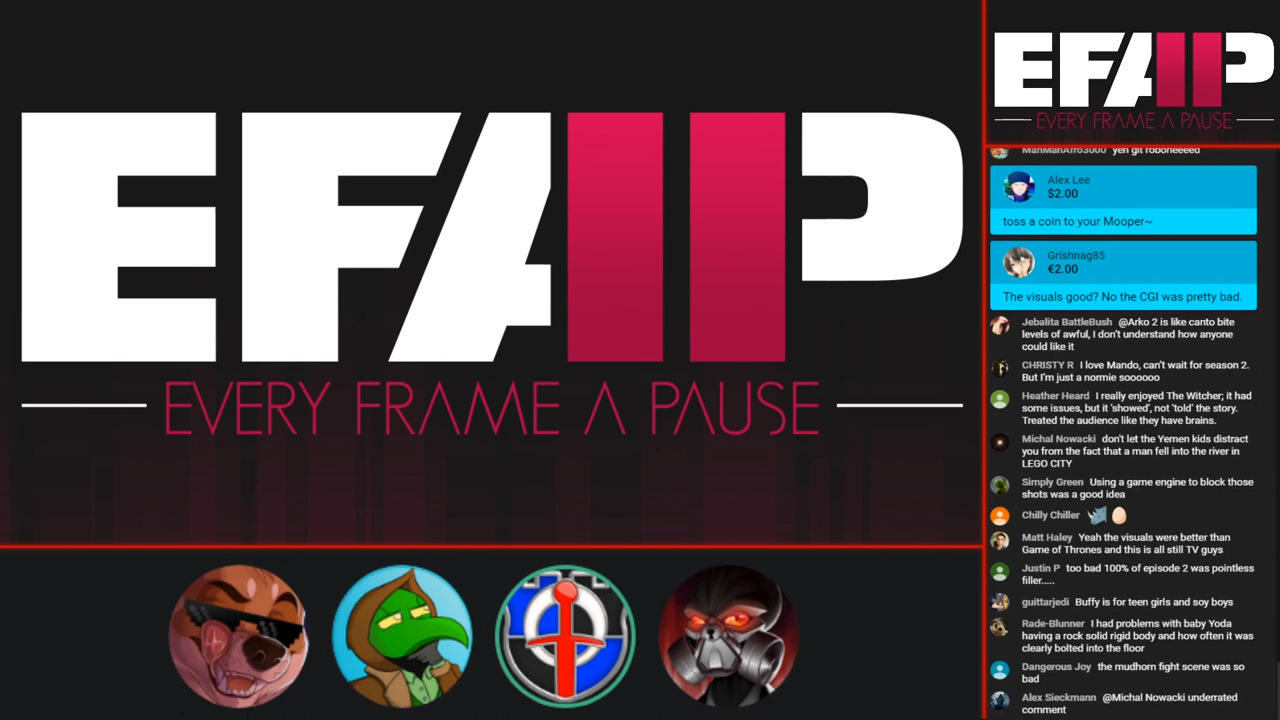 EFAP
EVERY FRAME A PAUSE
EFAP
EVERY FRAME A PAUSE
ManManAfro3000 yeh git roboneeeed
Alex Lee
$2.00
toss a coin to your Mooper~
Grishnag85
€2.00
The visuals good? No the CGI was pretty bad.
Jebalita BattleBush @Arko 2 is like canto bite
levels of awful, I don't understand how anyone
could like it
CHRISTY R I love Mando, can't wait for season 2.
But I'm just a normie sooooo
Heather Heard I really enjoyed The Witcher; it had
some issues, but it 'showed', not 'told' the story.
Treated the audience like they have brains.
Michal Nowacki don't let the Yemen kids distract
you from the fact that a man fell into the river in
LEGO CITY
Simply Green Using a game engine to block those
shots was a good idea
Chilly Chiller
Matt Haley Yeah the visuals were better than
Game of Thrones and this is all still TV guys
Justin P too bad 100% of episode 2 was pointless
filler.....
guittarjedi Buffy is for teen girls and soy boys
Rade-Blunner I had problems with baby Yoda
having a rock solid rigid body and how often it was
clearly bolted into the floor
Dangerous Joy the mudhorn fight scene was so
bad
Alex Sieckmann @Michal Nowacki underrated
comment